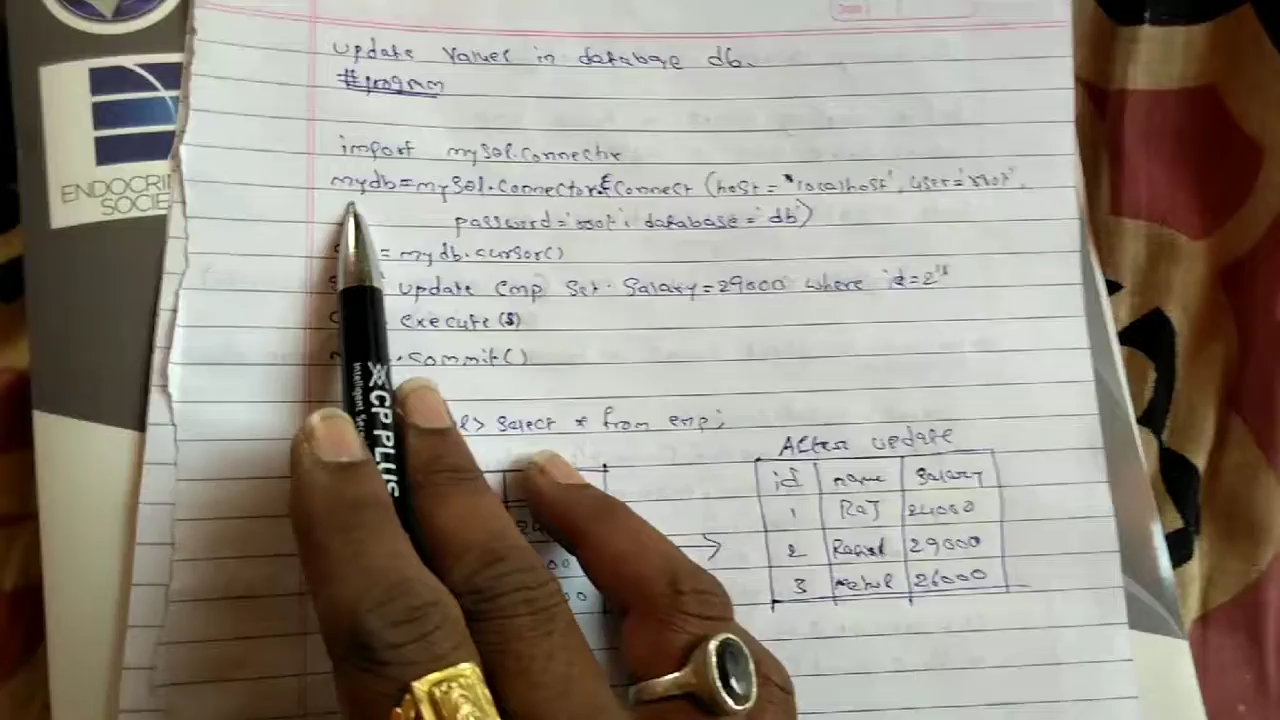 Update values in database db.
#program
import mysql.connector
mydb=mysql.connector.connect (host='localhost', user='root',
password='root', database='db')
= mydb.cursor()
update emp set salary=29000 where id=2"
execute(s)
.commit()
l> select * from emp;
After update
id name salary
1 Raj 24000
2 29000
3 26000
00
00
ENDOCRI
SOCIE
CP PLUS